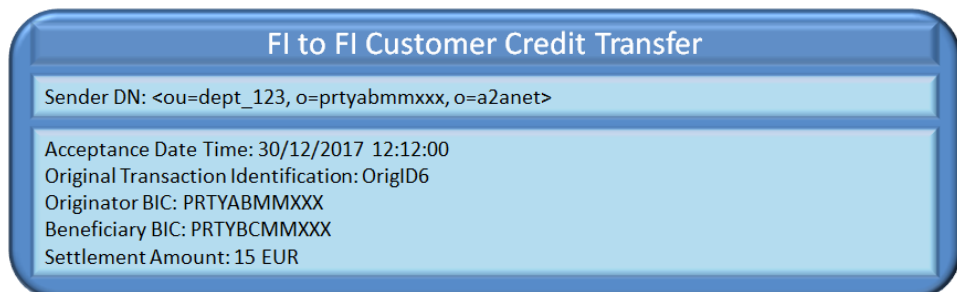 FI to FI Customer Credit Transfer
Sender DN: <ou=dept_123, o=prtyabmmxxx, o=a2anet>
Acceptance Date Time: 30/12/2017 12:12:00
Original Transaction Identification: OrigID6
Originator BIC: PRTYABMMXXX
Beneficiary BIC: PRTYBCMMXXX
Settlement Amount: 15 EUR